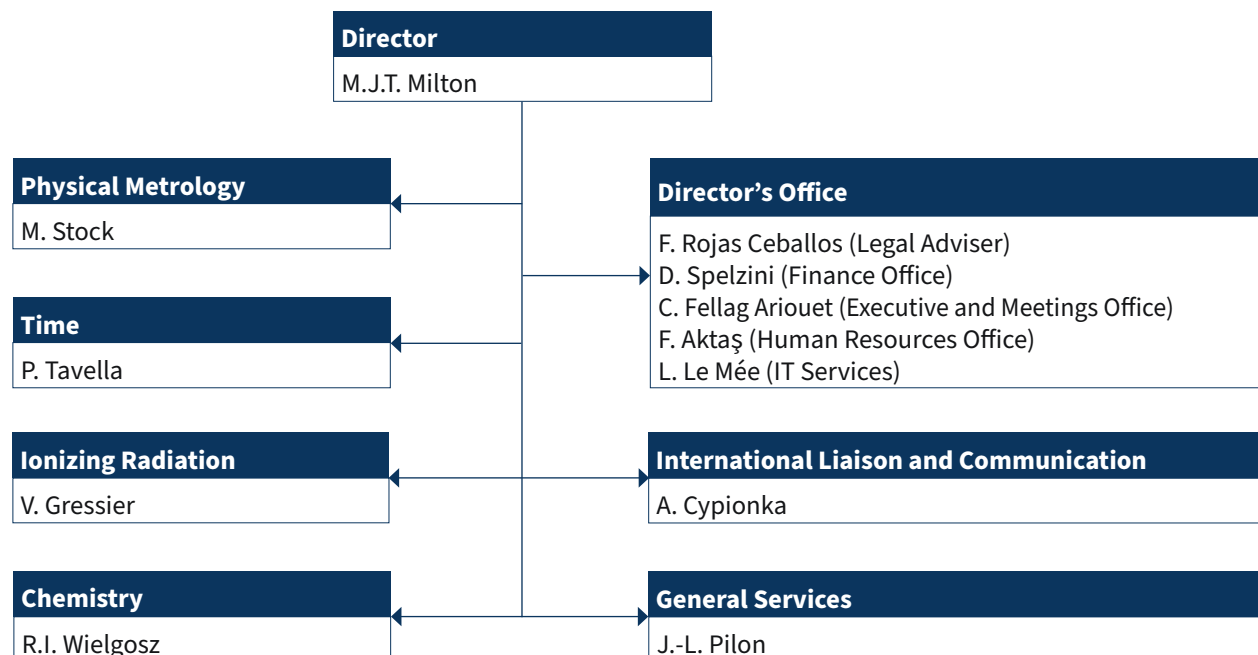 Director
M.J.T. Milton
Physical Metrology
M. Stock
Director’s Office
F. Rojas Ceballos (Legal Adviser)
D. Spelzini (Finance Office)
C. Fellag Ariouet (Executive and Meetings Office)
F. Aktaş (Human Resources Office)
L. Le Mée (IT Services)
Time
P. Tavella
Ionizing Radiation
V. Gressier
International Liaison and Communication
A. Cypionka
Chemistry
R.I. Wielgosz
General Services
J.-L. Pilon